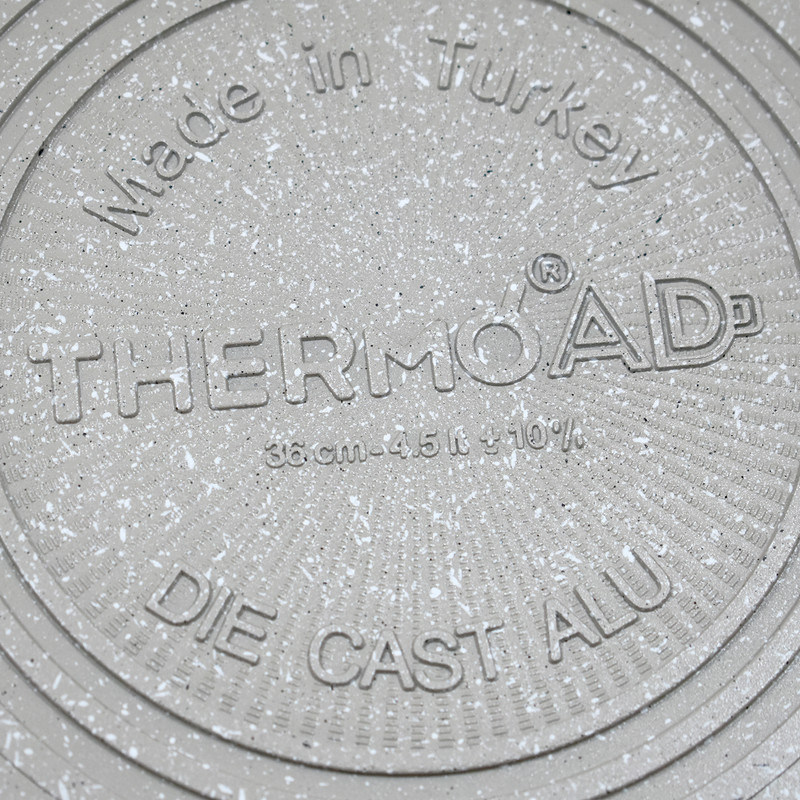 Made in Turkey
THERMOAD®
36 cm - 4.5 lt ± 10%
DIE CAST ALU